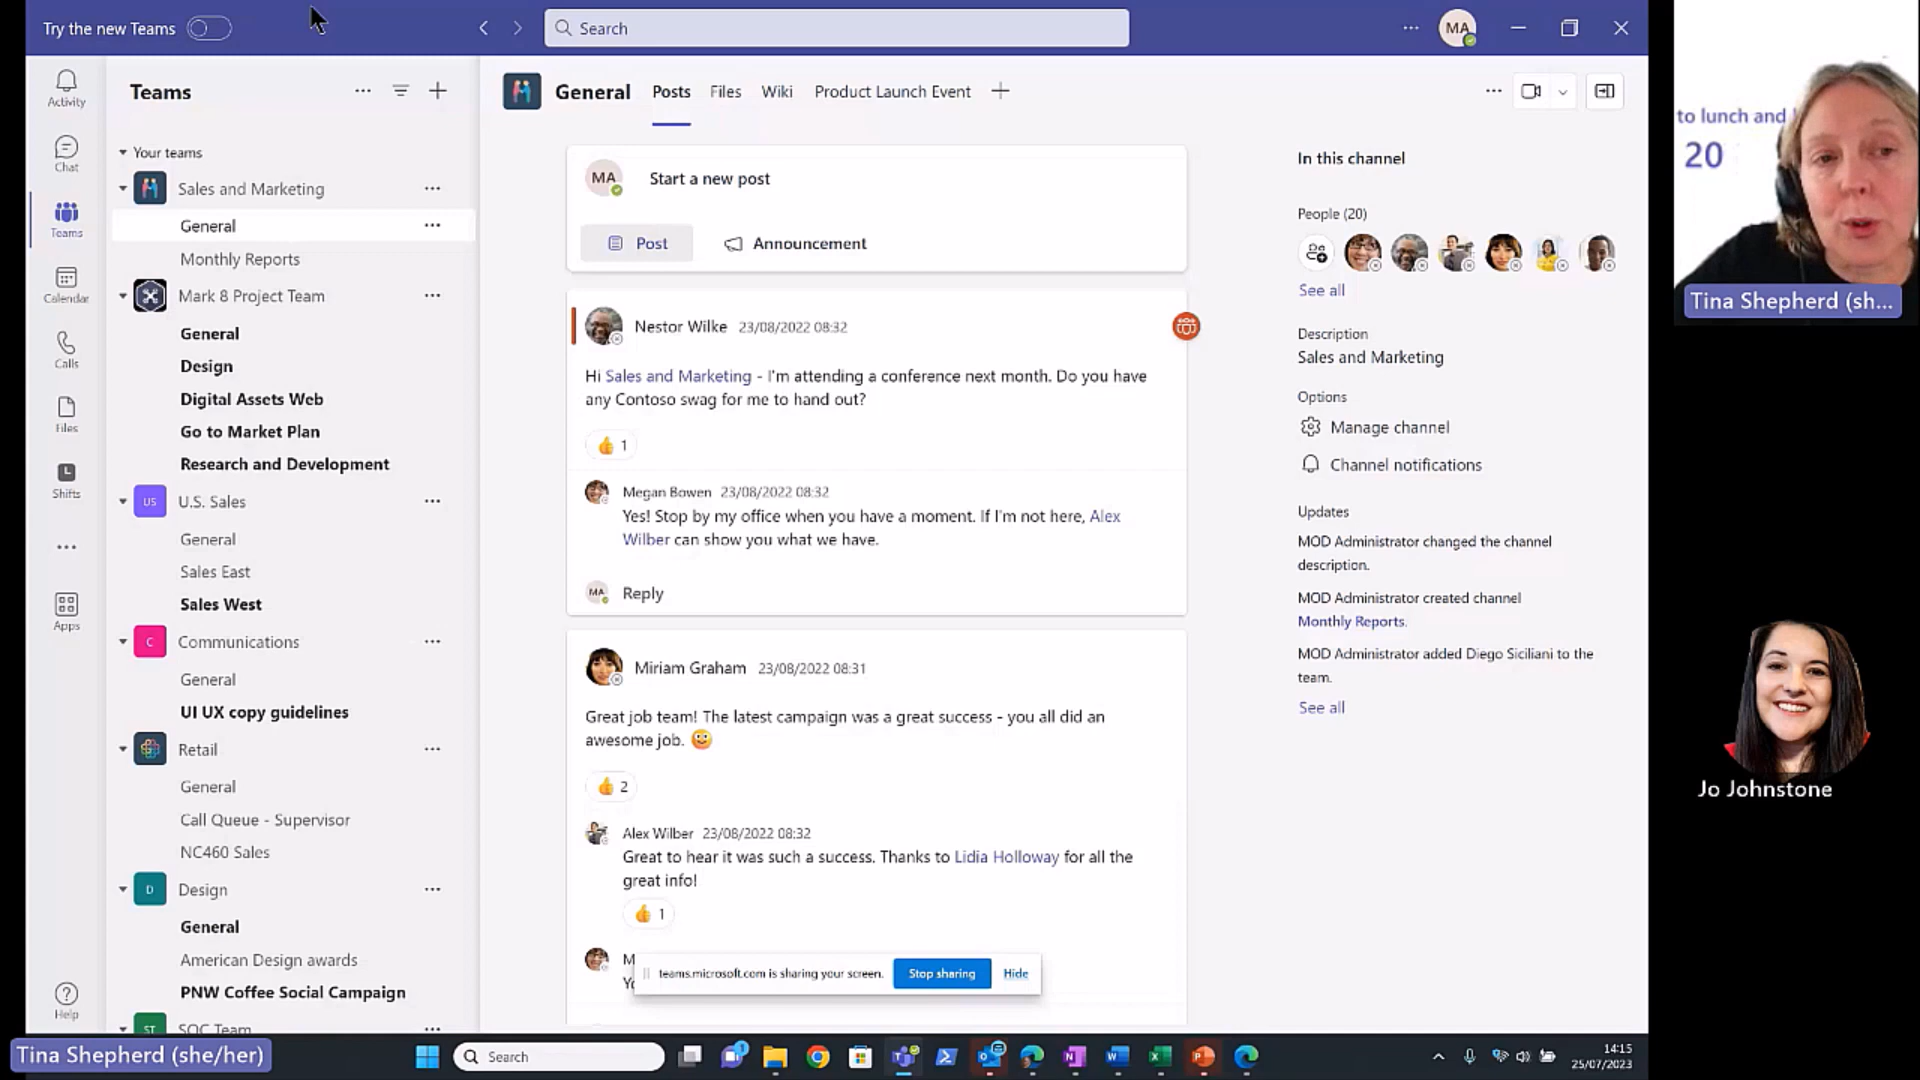 Try the new Teams
Search
MA
Activity
Chat
Teams
Calendar
Calls
Files
Shifts
Apps
Help
Teams
Your teams
Sales and Marketing
General
Monthly Reports
Mark 8 Project Team
General
Design
Digital Assets Web
Go to Market Plan
Research and Development
US U.S. Sales
General
Sales East
Sales West
C Communications
General
UI UX copy guidelines
Retail
General
Call Queue - Supervisor
NC460 Sales
D Design
General
American Design awards
PNW Coffee Social Campaign
ST SOC Team
General Posts Files Wiki Product Launch Event
MA Start a new post
Post Announcement
Nestor Wilke 23/08/2022 08:32
Hi Sales and Marketing - I'm attending a conference next month. Do you have
any Contoso swag for me to hand out?
1
Megan Bowen 23/08/2022 08:32
Yes! Stop by my office when you have a moment. If I'm not here, Alex
Wilber can show you what we have.
MA Reply
Miriam Graham 23/08/2022 08:31
Great job team! The latest campaign was a great success - you all did an
awesome job.
2
Alex Wilber 23/08/2022 08:32
Great to hear it was such a success. Thanks to Lidia Holloway for all the
great info!
1
teams.microsoft.com is sharing your screen. Stop sharing Hide
In this channel
People (20)
See all
Description
Sales and Marketing
Options
Manage channel
Channel notifications
Updates
MOD Administrator changed the channel
description.
MOD Administrator created channel
Monthly Reports.
MOD Administrator added Diego Siciliani to the
team.
See all
to lunch and
20
Tina Shepherd (sh...
Jo Johnstone
Tina Shepherd (she/her)
Search
14:15
25/07/2023